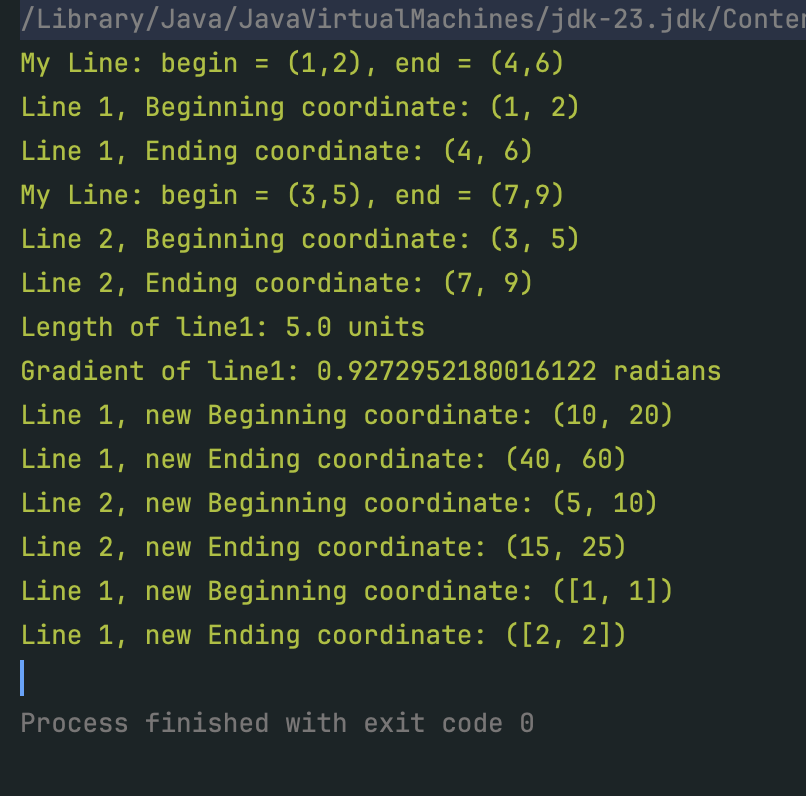 /Library/Java/JavaVirtualMachines/jdk-23.jdk/Conten
My Line: begin = (1,2), end = (4,6)
Line 1, Beginning coordinate: (1, 2)
Line 1, Ending coordinate: (4, 6)
My Line: begin = (3,5), end = (7,9)
Line 2, Beginning coordinate: (3, 5)
Line 2, Ending coordinate: (7, 9)
Length of line1: 5.0 units
Gradient of line1: 0.9272952180016122 radians
Line 1, new Beginning coordinate: (10, 20)
Line 1, new Ending coordinate: (40, 60)
Line 2, new Beginning coordinate: (5, 10)
Line 2, new Ending coordinate: (15, 25)
Line 1, new Beginning coordinate: ([1, 1])
Line 1, new Ending coordinate: ([2, 2])
Process finished with exit code 0